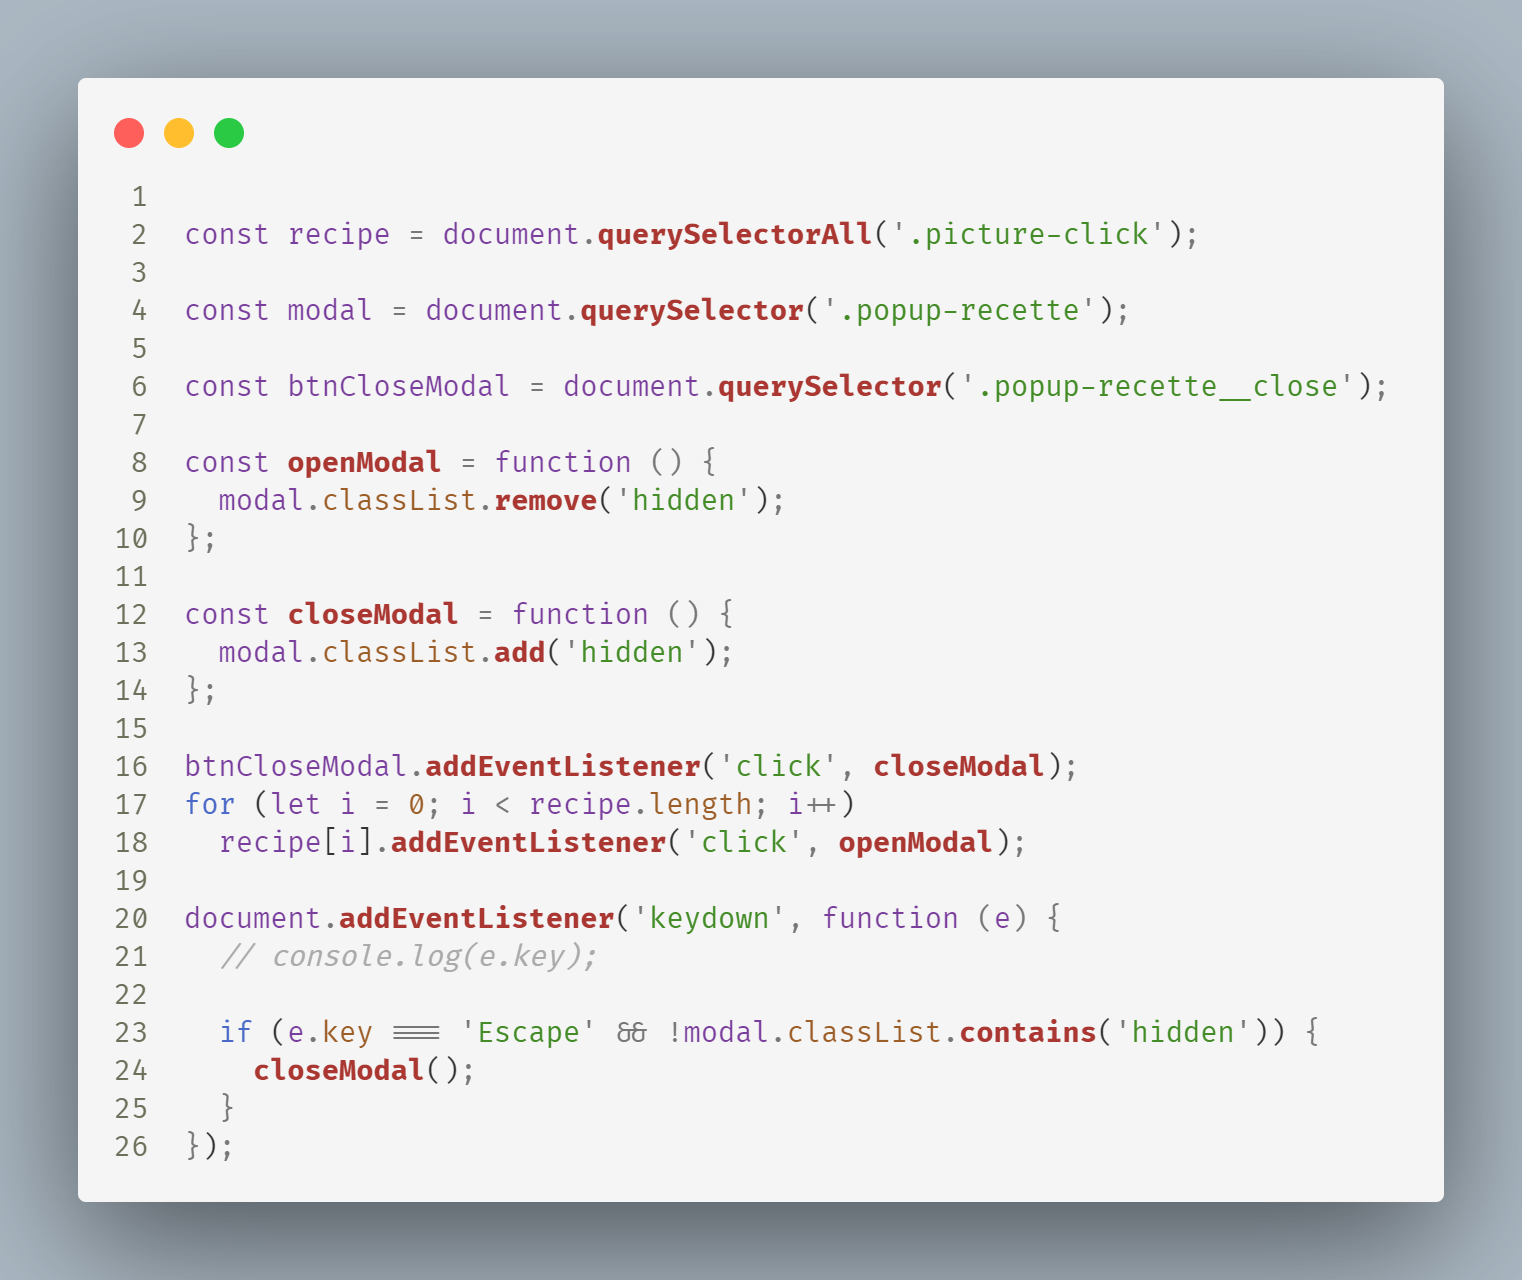 1
2 const recipe = document.querySelectorAll('.picture-click');
3
4 const modal = document.querySelector('.popup-recette');
5
6 const btnCloseModal = document.querySelector('.popup-recette__close');
7
8 const openModal = function () {
9   modal.classList.remove('hidden');
10 };
11
12 const closeModal = function () {
13   modal.classList.add('hidden');
14 };
15
16 btnCloseModal.addEventListener('click', closeModal);
17 for (let i = 0; i < recipe.length; i++)
18   recipe[i].addEventListener('click', openModal);
19
20 document.addEventListener('keydown', function (e) {
21   // console.log(e.key);
22
23   if (e.key === 'Escape' && !modal.classList.contains('hidden')) {
24     closeModal();
25   }
26 });